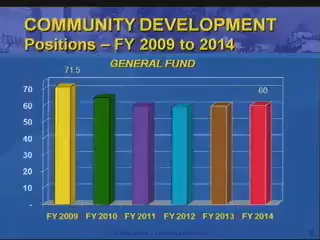 COMMUNITY DEVELOPMENT
Positions – FY 2009 to 2014
GENERAL FUND
71.5
60
70
60
50
40
30
20
10
-
FY 2009 FY 2010 FY 2011 FY 2012 FY 2013 FY 2014